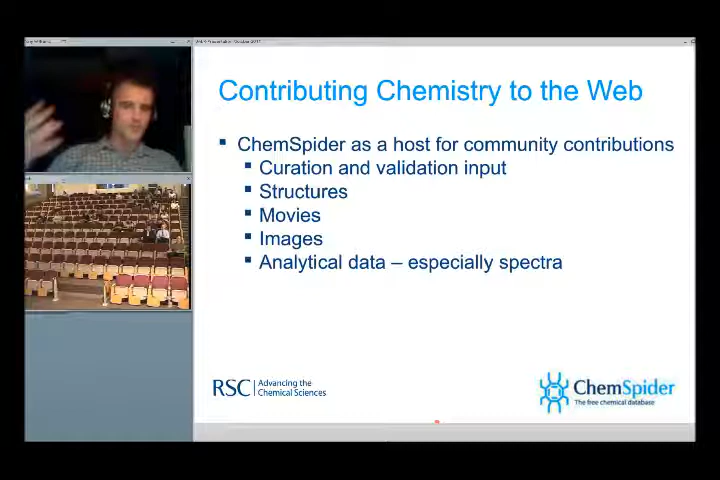 Contributing Chemistry to the Web
ChemSpider as a host for community contributions
Curation and validation input
Structures
Movies
Images
Analytical data – especially spectra
RSC
Advancing the
Chemical Sciences
ChemSpider
The free chemical database